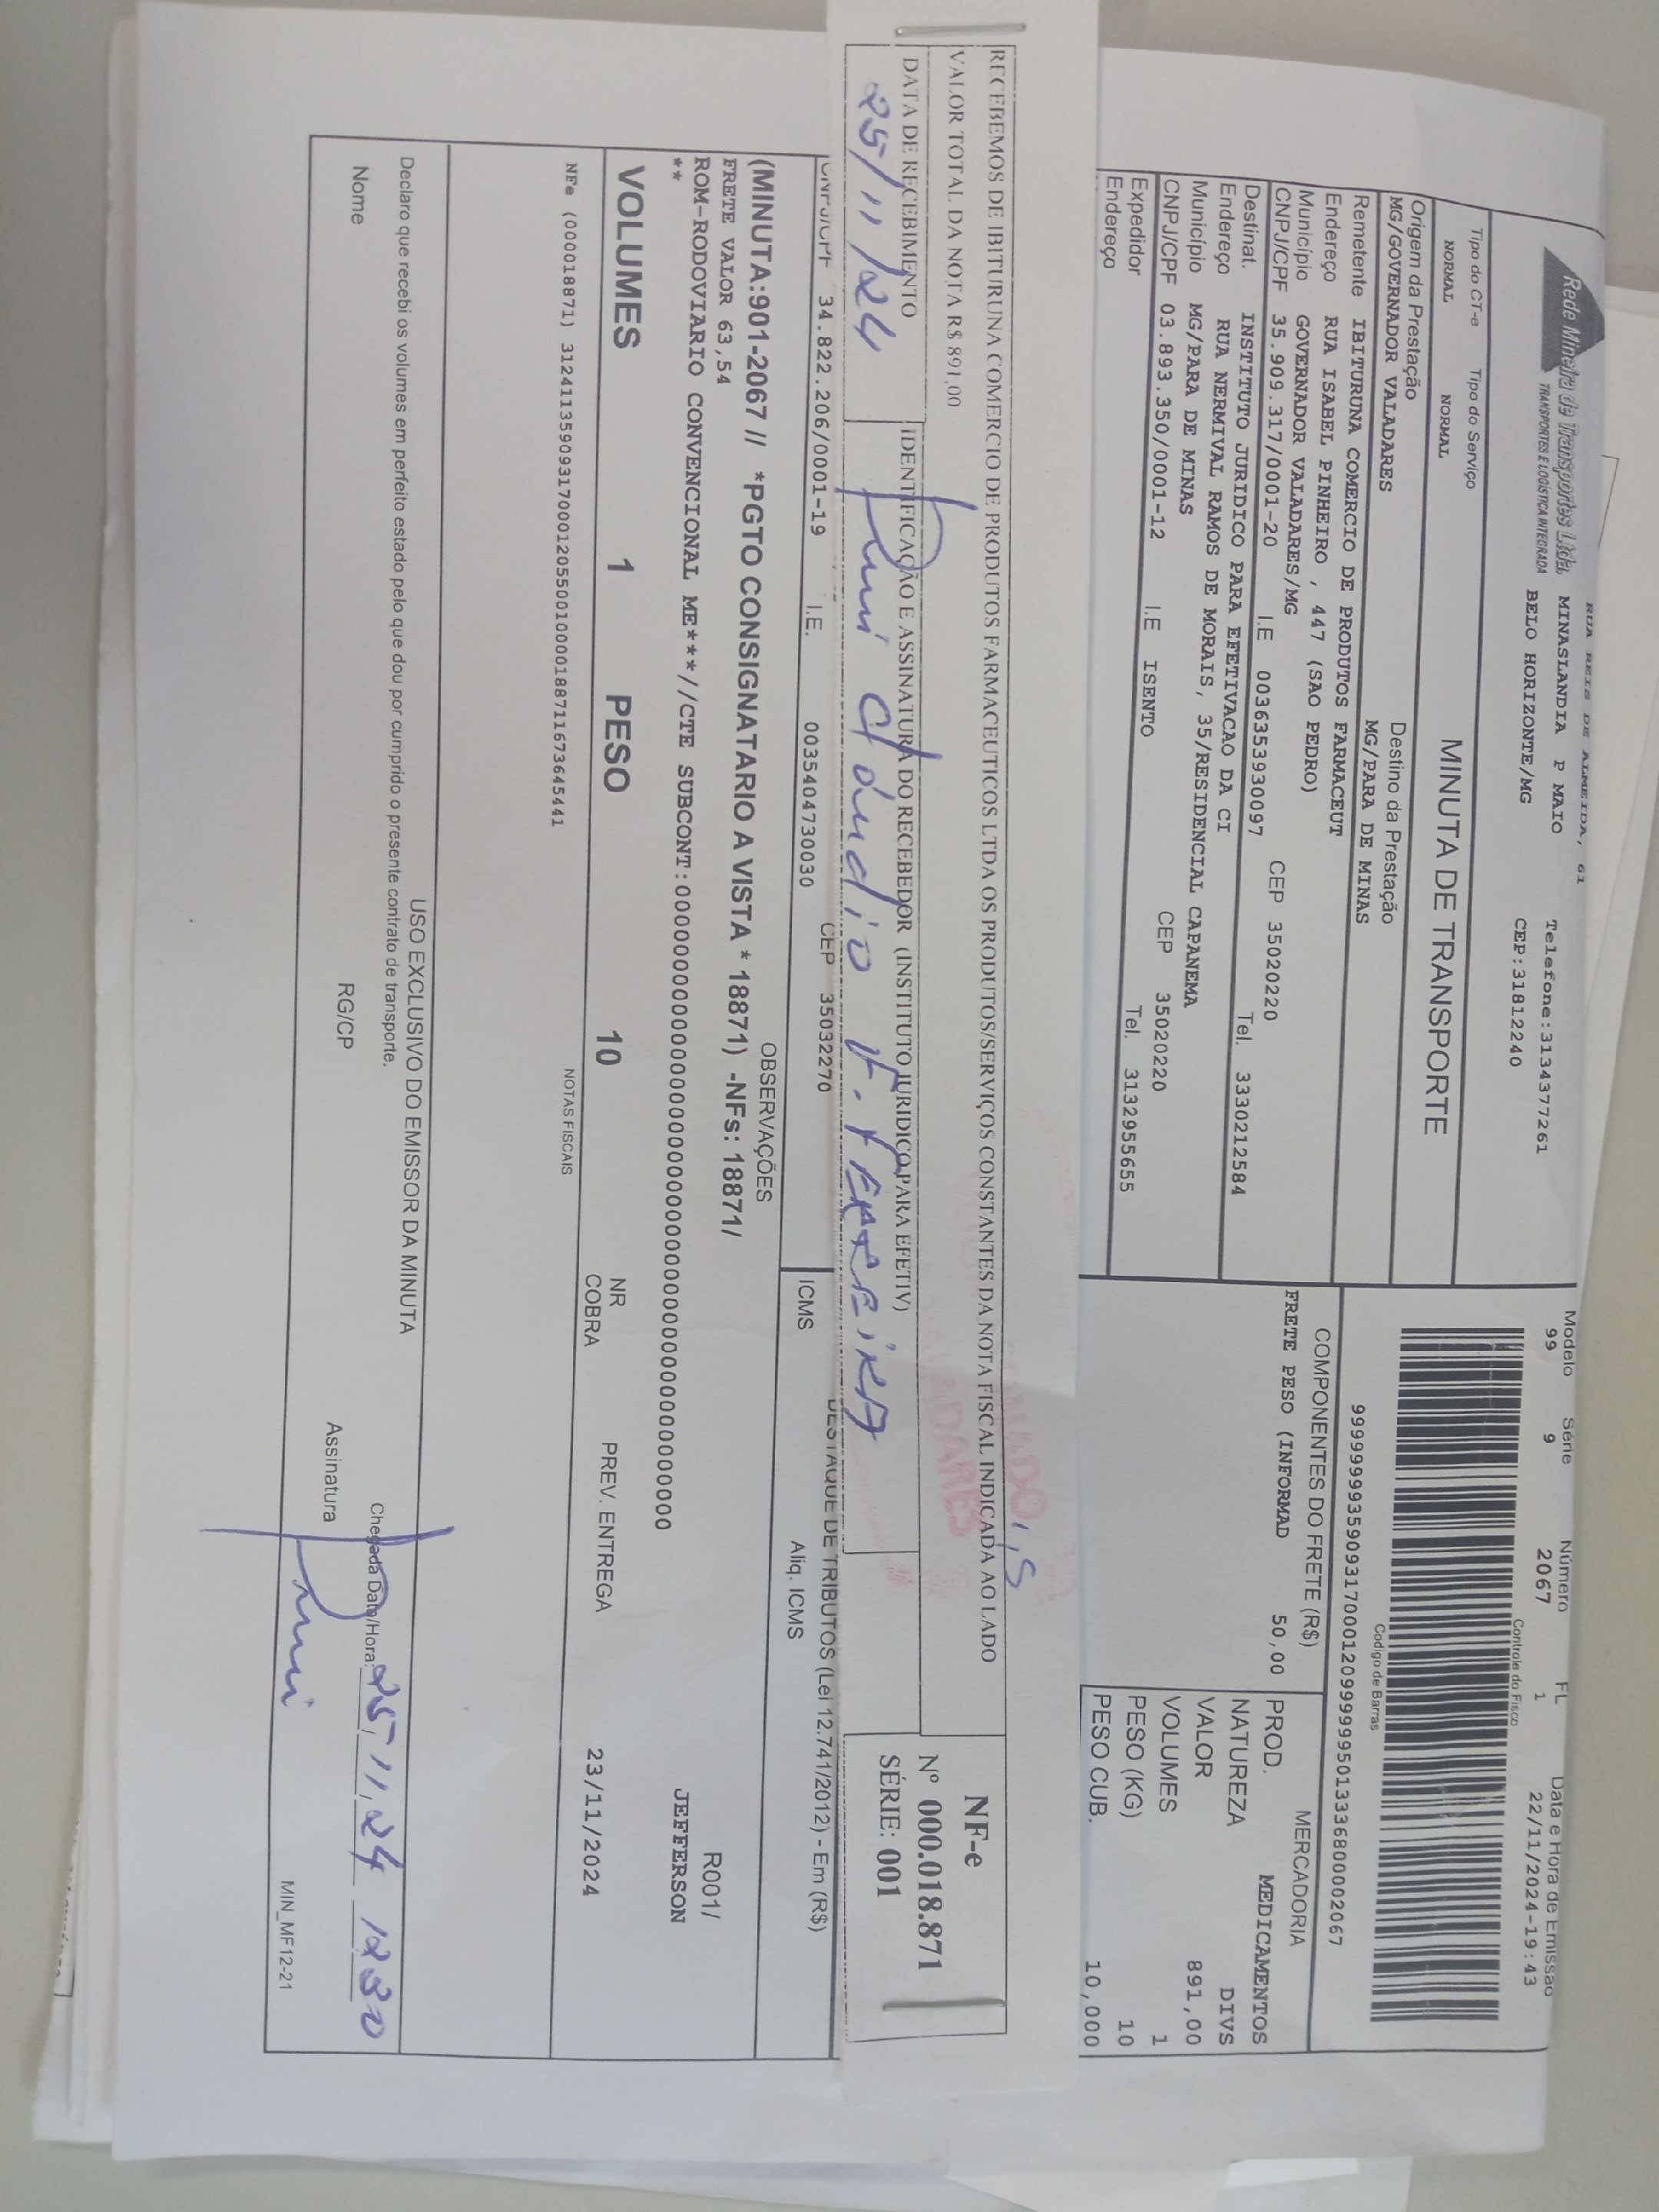 Rede Mineira de Transportes Ltda
TRANSPORTES E LOGÍSTICA INTEGRADA
RUA REIS DE ALMEIDA, 61
MINASLANDIA P MAIO
BELO HORIZONTE/MG
Telefone:3134377261
CEP:31812240
Modelo Série Número FL Data e Hora de Emissão
99 9 2067 1 22/11/2024-19:43
Controle do Fisco
Codigo de Barras
Tipo do CT-e Tipo do Serviço
NORMAL NORMAL
MINUTA DE TRANSPORTE
Origem da Prestação Destino da Prestação
MG/GOVERNADOR VALADARES MG/PARA DE MINAS
Remetente IBITURUNA COMERCIO DE PRODUTOS FARMACEUT
Endereço RUA ISABEL PINHEIRO , 447 (SAO PEDRO)
Município GOVERNADOR VALADARES/MG CEP 35020220
CNPJ/CPF 35.909.317/0001-20 I.E 0036353930097 Tel. 3330212584
Destinat. INSTITUTO JURIDICO PARA EFETIVACAO DA CI
Endereço RUA NERMIVAL RAMOS DE MORAIS, 35/RESIDENCIAL CAPANEMA
Município MG/PARA DE MINAS CEP 35020220
CNPJ/CPF 03.893.350/0001-12 I.E ISENTO Tel. 3132955655
Expedidor
Endereço
COMPONENTES DO FRETE (R$)
FRETE PESO (INFORMAD 50,00
MERCADORIA
PROD. MEDICAMENTOS
NATUREZA DIVS
VALOR 891,00
VOLUMES 1
PESO (KG) 10
PESO CUB. 10,000
RECEBEMOS DE IBITURUNA COMERCIO DE PRODUTOS FARMACEUTICOS LTDA OS PRODUTOS/SERVIÇOS CONSTANTES DA NOTA FISCAL INDICADA AO LADO
VALOR TOTAL DA NOTA R$ 891,00
DATA DE RECEBIMENTO
25/11/24
IDENTIFICAÇÃO E ASSINATURA DO RECEBEDOR (INSTITUTO JURIDICO PARA EFETIV)
NF-e
Nº 000.018.871
SÉRIE: 001
CNPJ/CPF 34.822.206/0001-19 I.E. 0035404730030 CEP 35032270
DESTAQUE DE TRIBUTOS (Lei 12.741/2012) - Em (R$)
ICMS Aliq. ICMS
OBSERVAÇÕES
(MINUTA:901-2067 // *PGTO CONSIGNATARIO A VISTA * 18871) -NFs: 18871/
FRETE VALOR 63,54
R001/
ROM-RODOVIARIO CONVENCIONAL ME****//CTE SUBCONT:
JEFFERSON
**
VOLUMES 1 PESO 10
NR COBRA
PREV. ENTREGA 23/11/2024
NOTAS FISCAIS
NFe (000018871)
USO EXCLUSIVO DO EMISSOR DA MINUTA
Declaro que recebi os volumes em perfeito estado pelo que dou por cumprido o presente contrato de transporte.
Chegada Data/Hora: 25/11/24 1230
Nome RG/CP Assinatura
MIN_MF12-21